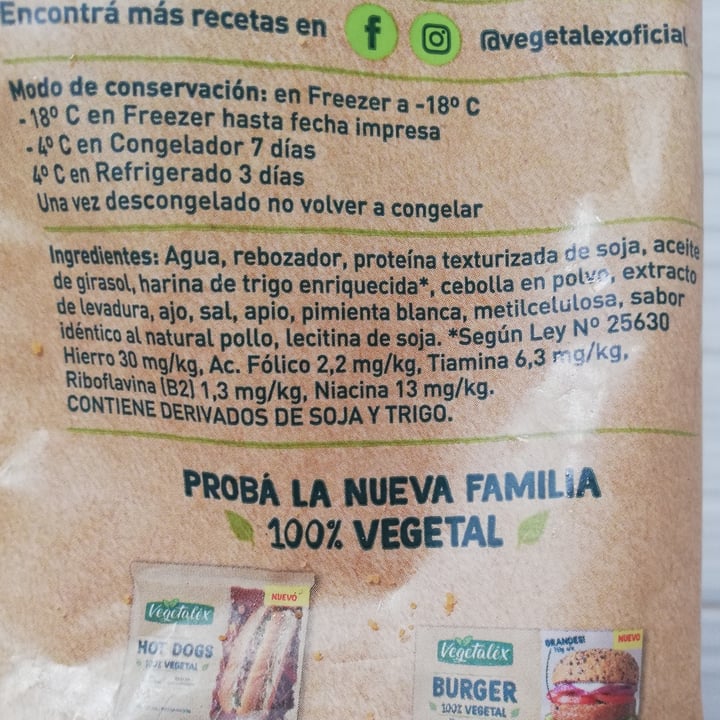 Encontrá más recetas en f @vegetalexoficial
Modo de conservación: en Freezer a -18º C
- 18º C en Freezer hasta fecha impresa
- 4º C en Congelador 7 días
4º C en Refrigerado 3 días
Una vez descongelado no volver a congelar
Ingredientes: Agua, rebozador, proteína texturizada de soja, aceite
de girasol, harina de trigo enriquecida*, cebolla en polvo, extracto
de levadura, ajo, sal, apio, pimienta blanca, metilcelulosa, sabor
idéntico al natural pollo, lecitina de soja. *Según Ley Nº 25630
Hierro 30 mg/kg, Ac. Fólico 2,2 mg/kg, Tiamina 6,3 mg/kg,
Riboflavina (B2) 1,3 mg/kg, Niacina 13 mg/kg.
CONTIENE DERIVADOS DE SOJA Y TRIGO.
PROBÁ LA NUEVA FAMILIA
100% VEGETAL
Vegetalex
NUEVO
HOT DOGS
100% VEGETAL
Vegetalex
GRANDES!
NUEVO
BURGER
100% VEGETAL